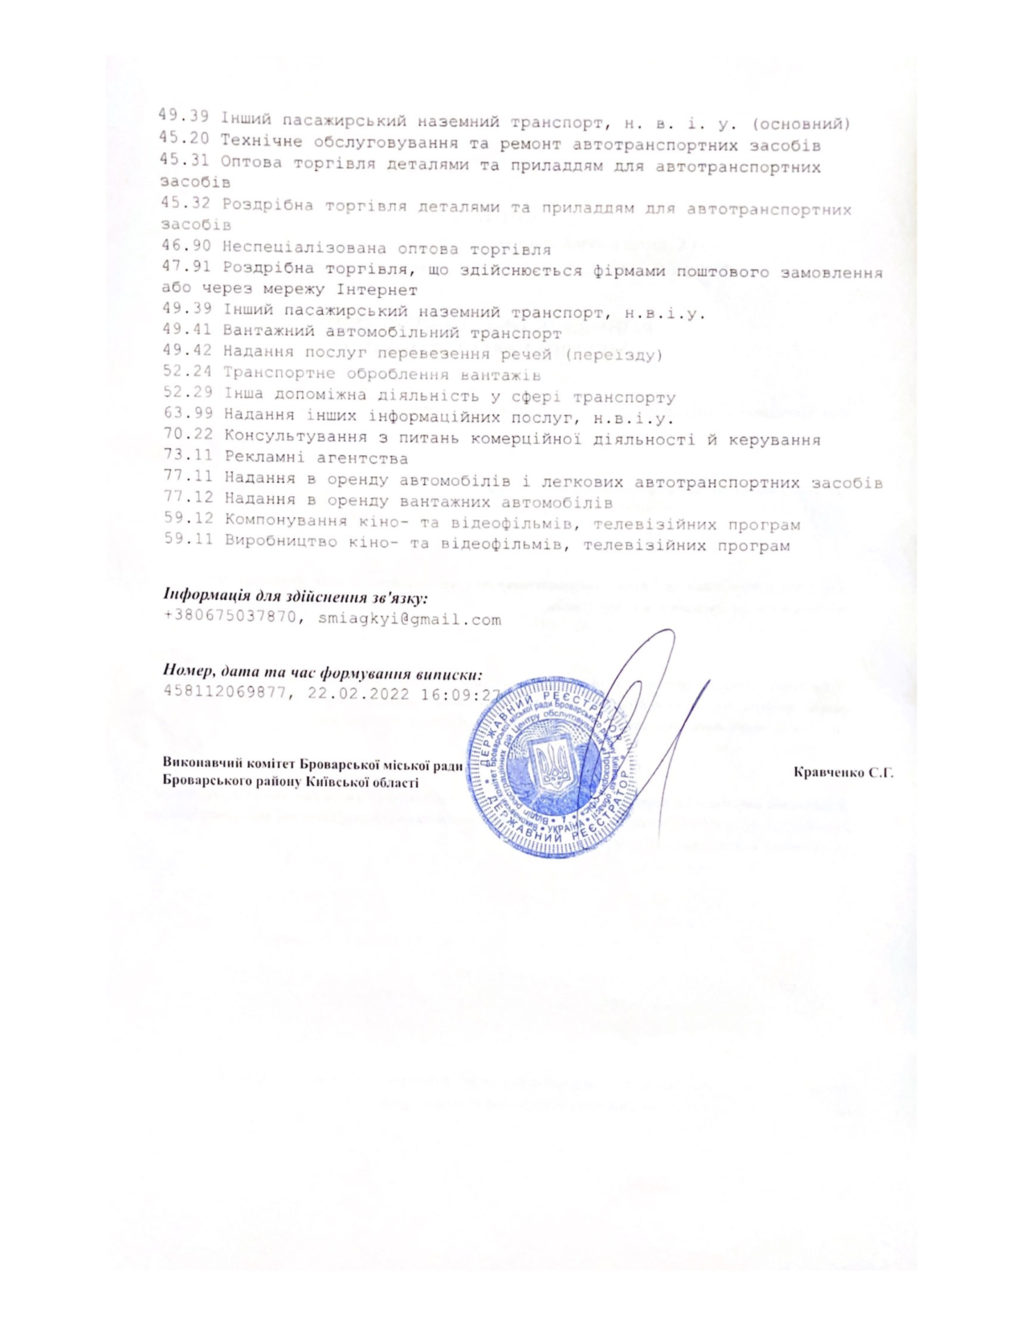 49.39 Інший пасажирський наземний транспорт, н. в. і. у. (основний)
45.20 Технічне обслуговування та ремонт автотранспортних засобів
45.31 Оптова торгівля деталями та приладдям для автотранспортних
засобів
45.32 Роздрібна торгівля деталями та приладдям для автотранспортних
засобів
46.90 Неспеціалізована оптова торгівля
47.91 Роздрібна торгівля, що здійснюється фірмами поштового замовлення
або через мережу Інтернет
49.39 Інший пасажирський наземний транспорт, н.в.і.у.
49.41 Вантажний автомобільний транспорт
49.42 Надання послуг перевезення речей (переїзду)
52.24 Транспортне оброблення вантажів
52.29 Інша допоміжна діяльність у сфері транспорту
63.99 Надання інших інформаційних послуг, н.в.і.у.
70.22 Консультування з питань комерційної діяльності й керування
73.11 Рекламні агентства
77.11 Надання в оренду автомобілів і легкових автотранспортних засобів
77.12 Надання в оренду вантажних автомобілів
59.12 Компонування кіно- та відеофільмів, телевізійних програм
59.11 Виробництво кіно- та відеофільмів, телевізійних програм
Інформація для здійснення зв'язку:
+380675037870, smiagkyi@gmail.com
Номер, дата та час формування виписки:
458112069877, 22.02.2022 16:09:27
Виконавчий комітет Броварської міської ради
Броварського району Київської області
Кравченко С.Г.
ДЕРЖАВНИЙ РЕЄСТРАТОР
ДЕРЖАВНИЙ РЕЄСТРАТОР
УКРАЇНА